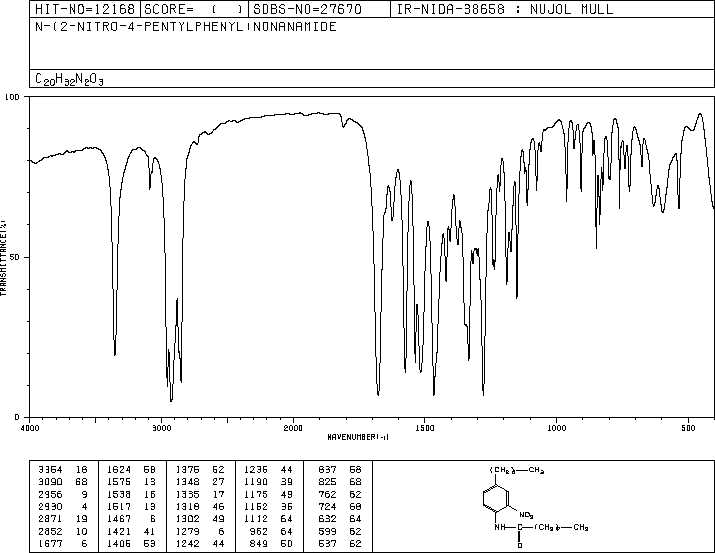 HIT-NO=12168 SCORE= ( ) SDBS-NO=27670 IR-NIDA-38658 : NUJOL MULL
N-(2-NITRO-4-PENTYLPHENYL)NONANAMIDE
C20H32N2O3
100
50
0
TRANSMITTANCE(%)
4000 3000 2000 1500 1000 500
WAVENUMBER(-1)
3354 18 1624 58 1376 52 1236 44 837 58
3090 68 1575 13 1348 27 1190 39 825 68
2956 9 1538 16 1335 17 1175 49 762 62
2930 4 1517 13 1318 46 1152 36 724 68
2871 19 1467 6 1302 49 1112 64 632 64
2852 10 1421 41 1279 6 962 64 599 62
1677 6 1406 53 1242 44 849 50 537 62
CH3
NO2
NH C CH3
O